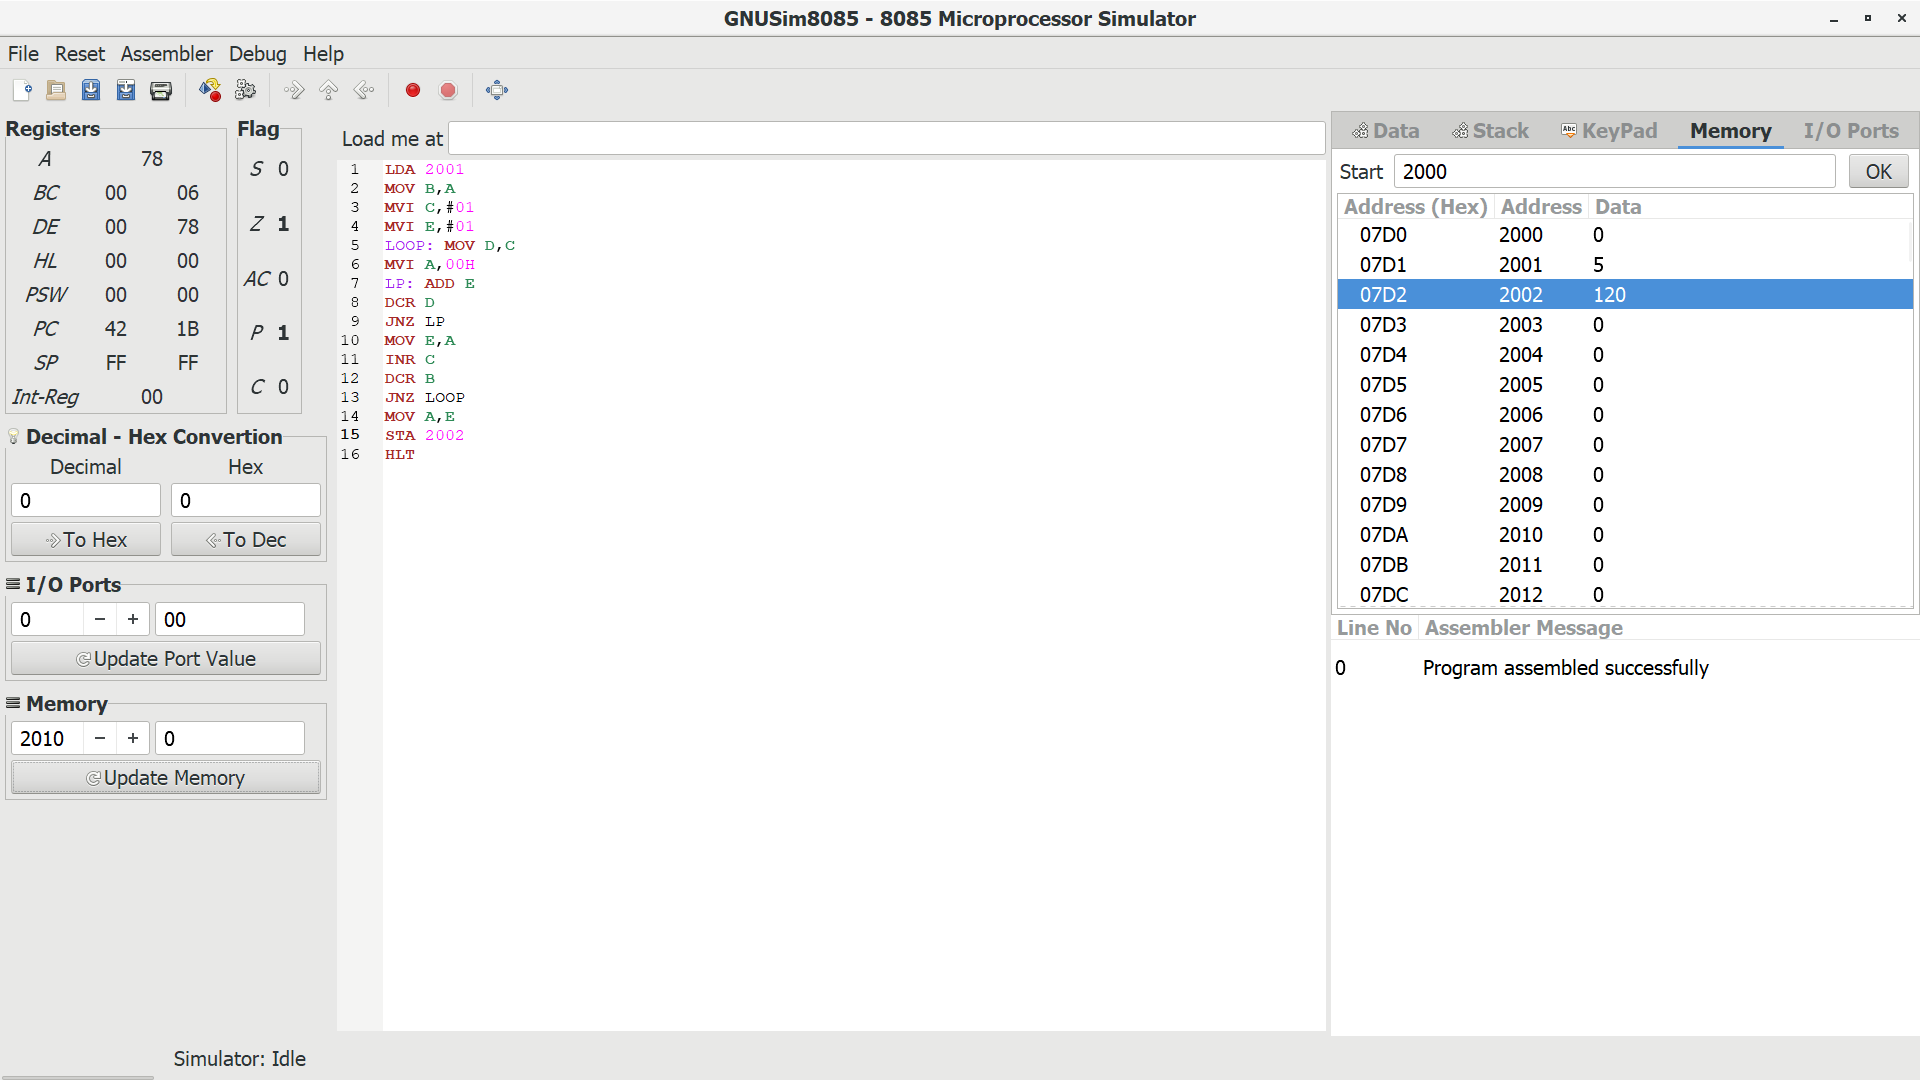 GNUSim8085 - 8085 Microprocessor Simulator
File Reset Assembler Debug Help
Registers
A 78
BC 00 06
DE 00 78
HL 00 00
PSW 00 00
PC 42 1B
SP FF FF
Int-Reg 00
Flag
S 0
Z 1
AC 0
P 1
C 0
Decimal - Hex Convertion
Decimal Hex
0 0
To Hex To Dec
I/O Ports
0 − + 00
Update Port Value
Memory
2010 − + 0
Update Memory
Load me at
1 LDA 2001
2 MOV B,A
3 MVI C,#01
4 MVI E,#01
5 LOOP: MOV D,C
6 MVI A,00H
7 LP: ADD E
8 DCR D
9 JNZ LP
10 MOV E,A
11 INR C
12 DCR B
13 JNZ LOOP
14 MOV A,E
15 STA 2002
16 HLT
Data Stack Abc KeyPad Memory I/O Ports
Start 2000 OK
Address (Hex) Address Data
07D0 2000 0
07D1 2001 5
07D2 2002 120
07D3 2003 0
07D4 2004 0
07D5 2005 0
07D6 2006 0
07D7 2007 0
07D8 2008 0
07D9 2009 0
07DA 2010 0
07DB 2011 0
07DC 2012 0
Line No Assembler Message
0 Program assembled successfully
Simulator: Idle